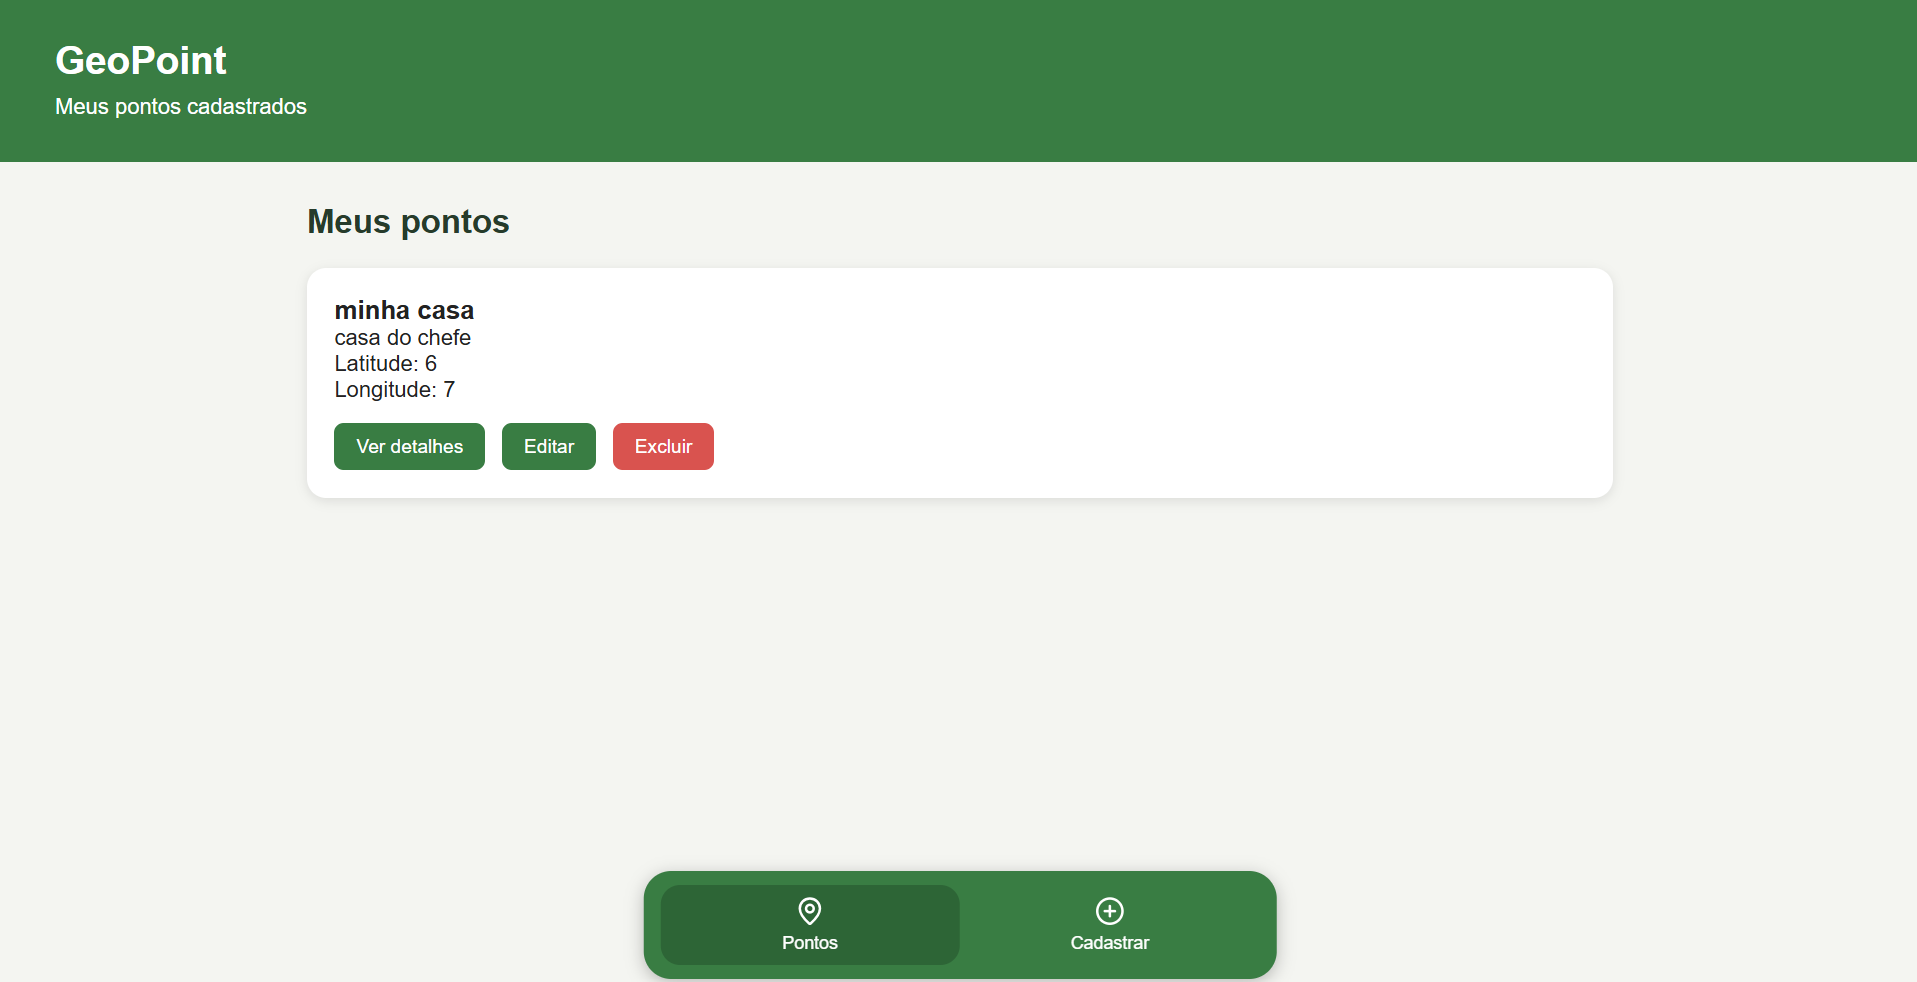 GeoPoint
Meus pontos cadastrados
Meus pontos
minha casa
casa do chefe
Latitude: 6
Longitude: 7
Ver detalhes
Editar
Excluir
Pontos
Cadastrar